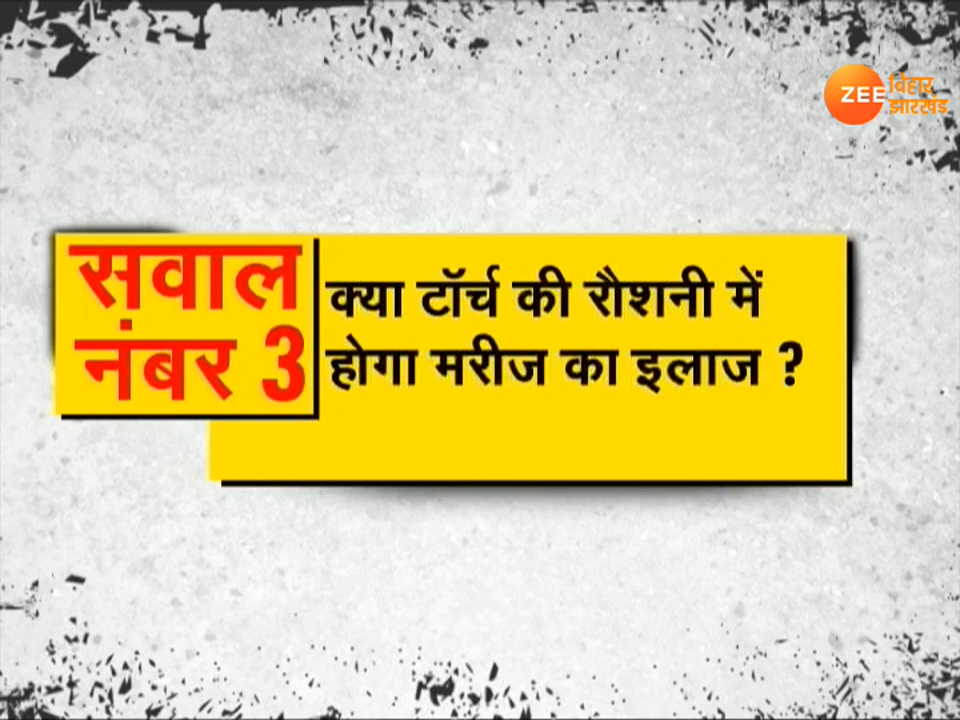 ZEE बिहार
झारखंड
सवाल
नंबर 3
क्या टॉर्च की रौशनी में
होगा मरीज का इलाज ?